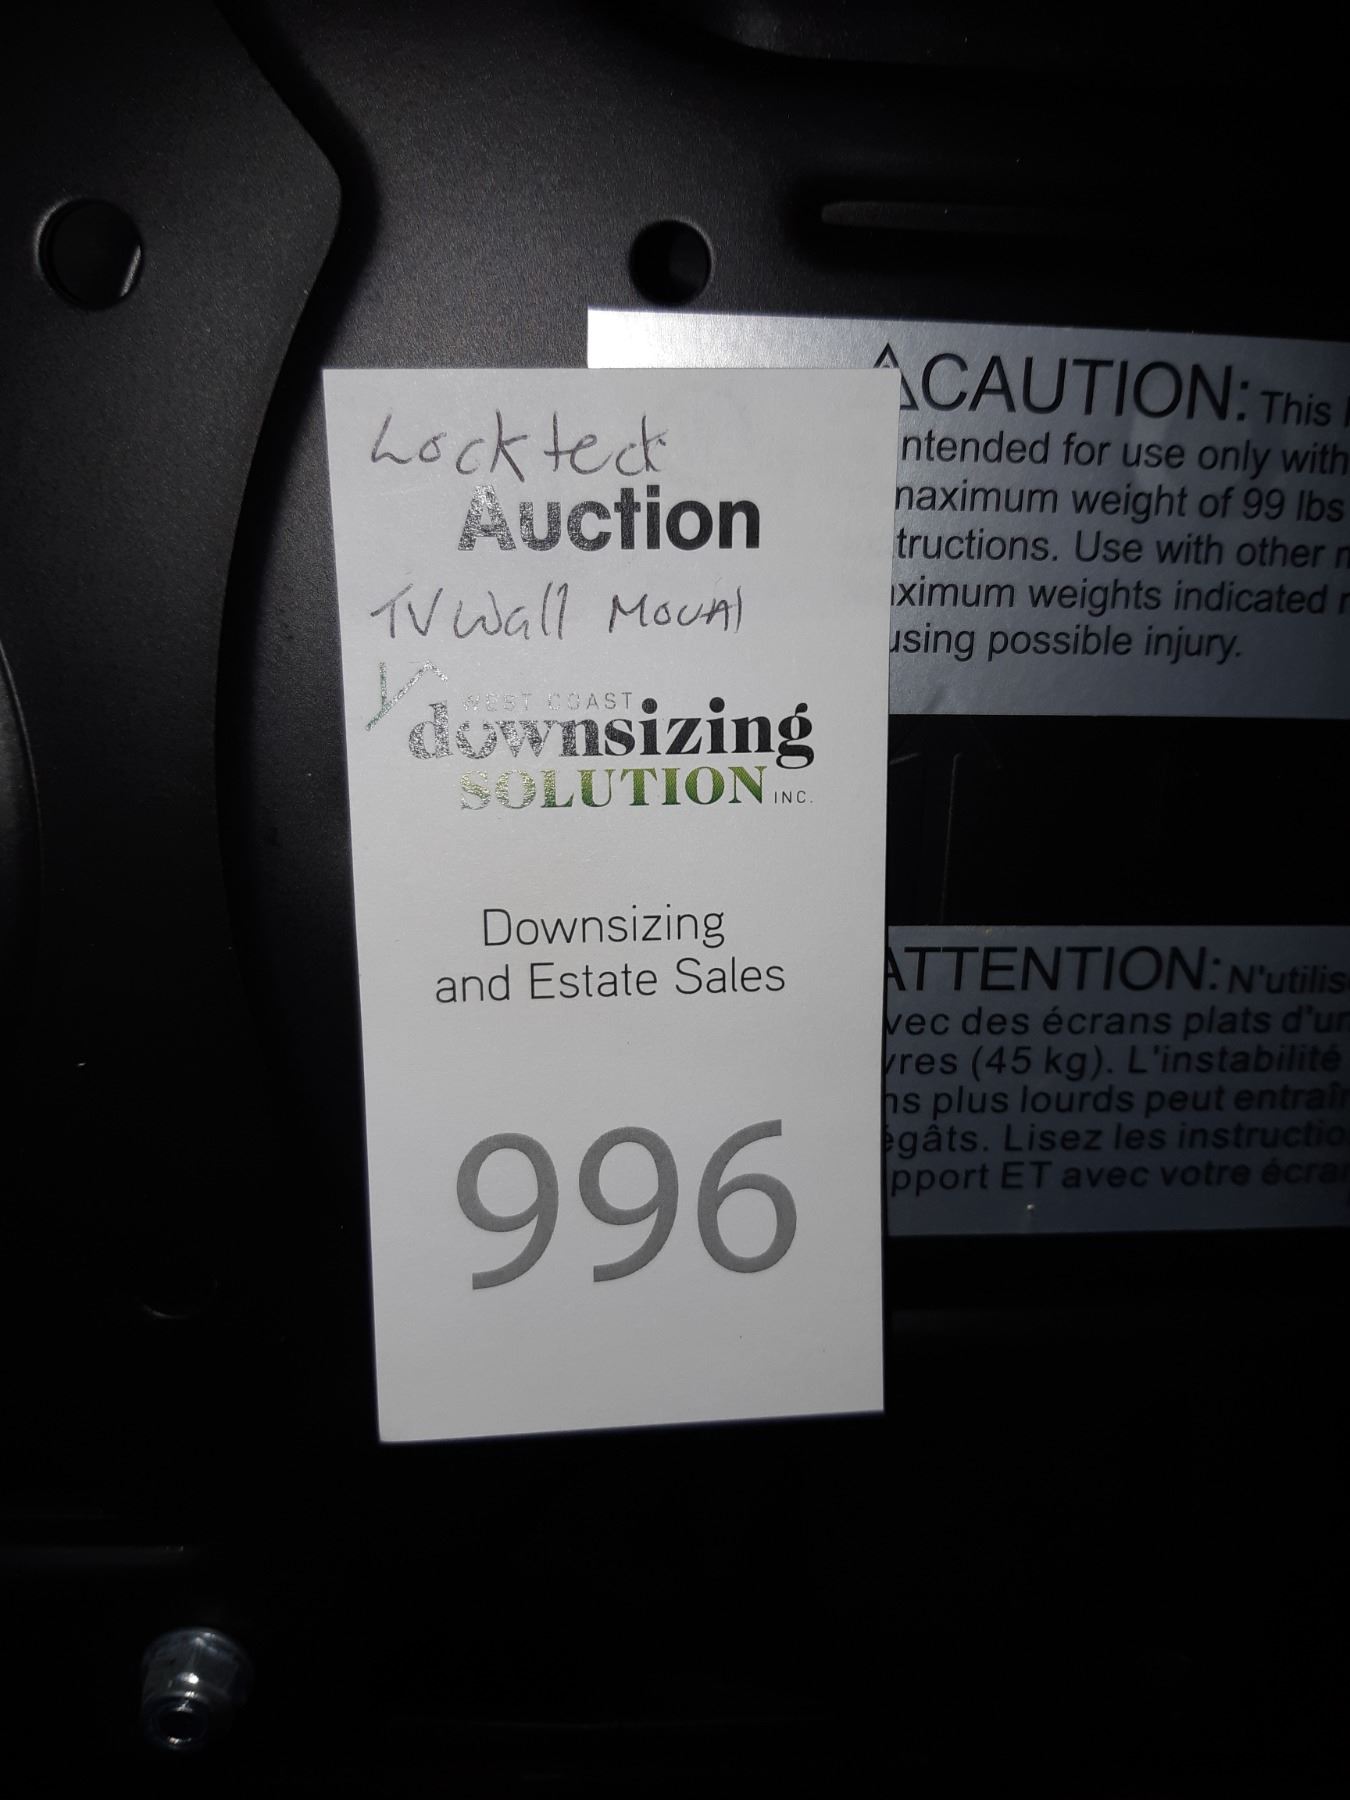 Lockteck
Auction
TV Wall Mount
WEST COAST
downsizing
SOLUTION INC.
Downsizing
and Estate Sales
996
CAUTION: This
ntended for use only with
maximum weight of 99 lbs
tructions. Use with other
ximum weights indicated
using possible injury.
ATTENTION: N'utilis
vec des écrans plats d'un
vres (45 kg). L'instabilité
ns plus lourds peut entraîn
égâts. Lisez les instructio
pport ET avec votre écra